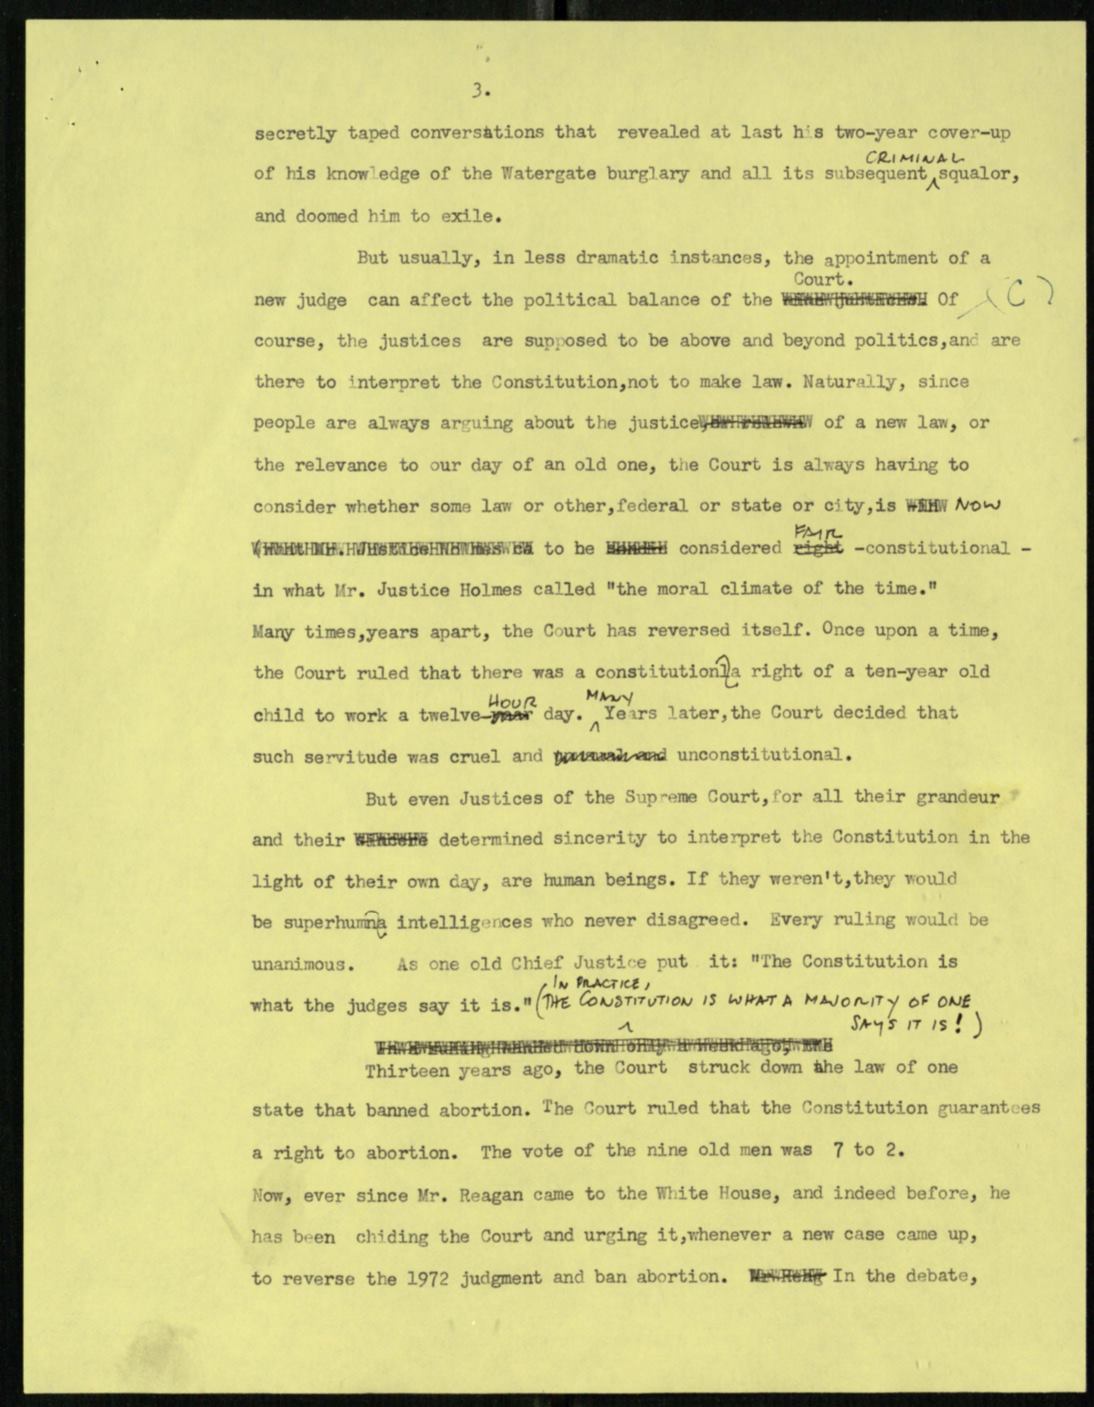 3.
secretly taped conversations that revealed at last his two-year cover-up
CRIMINAL
of his knowledge of the Watergate burglary and all its subsequent squalor,
and doomed him to exile.
But usually, in less dramatic instances, the appointment of a
Court.
new judge can affect the political balance of the Of (C)
course, the justices are supposed to be above and beyond politics,and are
there to interpret the Constitution,not to make law. Naturally, since
people are always arguing about the justice, of a new law, or
the relevance to our day of an old one, the Court is always having to
consider whether some law or other,federal or state or city,is NOW
FAIR
to be considered right -constitutional -
in what Mr. Justice Holmes called "the moral climate of the time."
Many times,years apart, the Court has reversed itself. Once upon a time,
the Court ruled that there was a constitutionla right of a ten-year old
HOUR MANY
child to work a twelve-year day. Years later,the Court decided that
such servitude was cruel and unusual and unconstitutional.
But even Justices of the Supreme Court,for all their grandeur
and their determined sincerity to interpret the Constitution in the
light of their own day, are human beings. If they weren't,they would
be superhumna intelligences who never disagreed. Every ruling would be
unanimous. As one old Chief Justice put it: "The Constitution is
IN PRACTICE,
what the judges say it is." (THE CONSTITUTION IS WHAT A MAJORITY OF ONE
SAYS IT IS!)
Thirteen years ago, the Court struck down the law of one
state that banned abortion. The Court ruled that the Constitution guarantees
a right to abortion. The vote of the nine old men was 7 to 2.
Now, ever since Mr. Reagan came to the White House, and indeed before, he
has been chiding the Court and urging it,whenever a new case came up,
to reverse the 1972 judgment and ban abortion. In the debate,